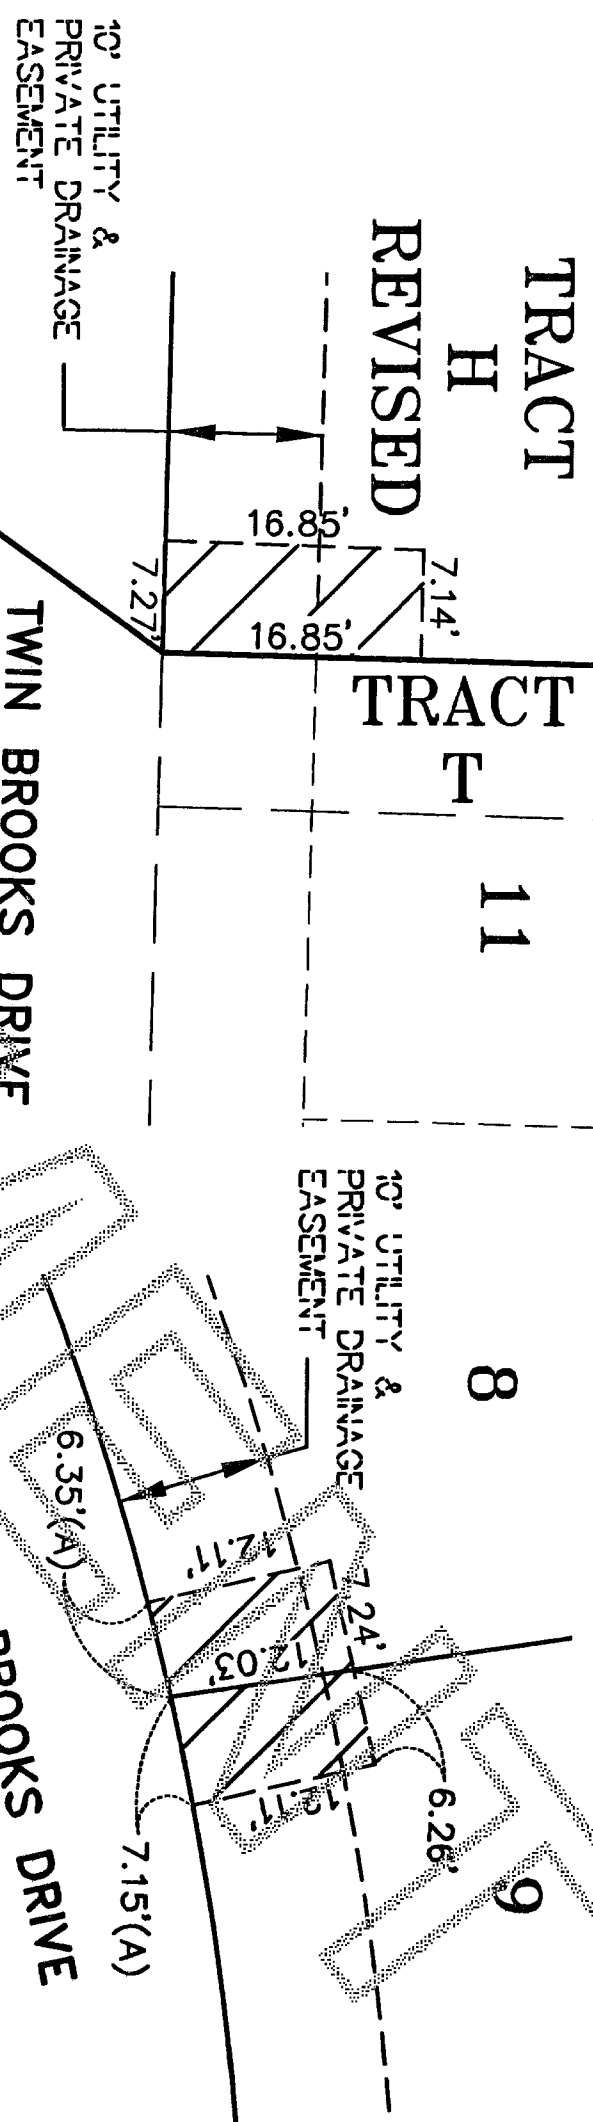 10' UTILITY &
PRIVATE DRAINAGE
EASEMENT
TRACT
H
REVISED
16.85'
7.14'
7.27'
16.85'
TRACT
T
11
TWIN BROOKS DRIVE
10' UTILITY &
PRIVATE DRAINAGE
EASEMENT
8
6.35'(A)
12.11'
7.24'
12.03'
6.26'
7.15'(A)
9
BROOKS DRIVE